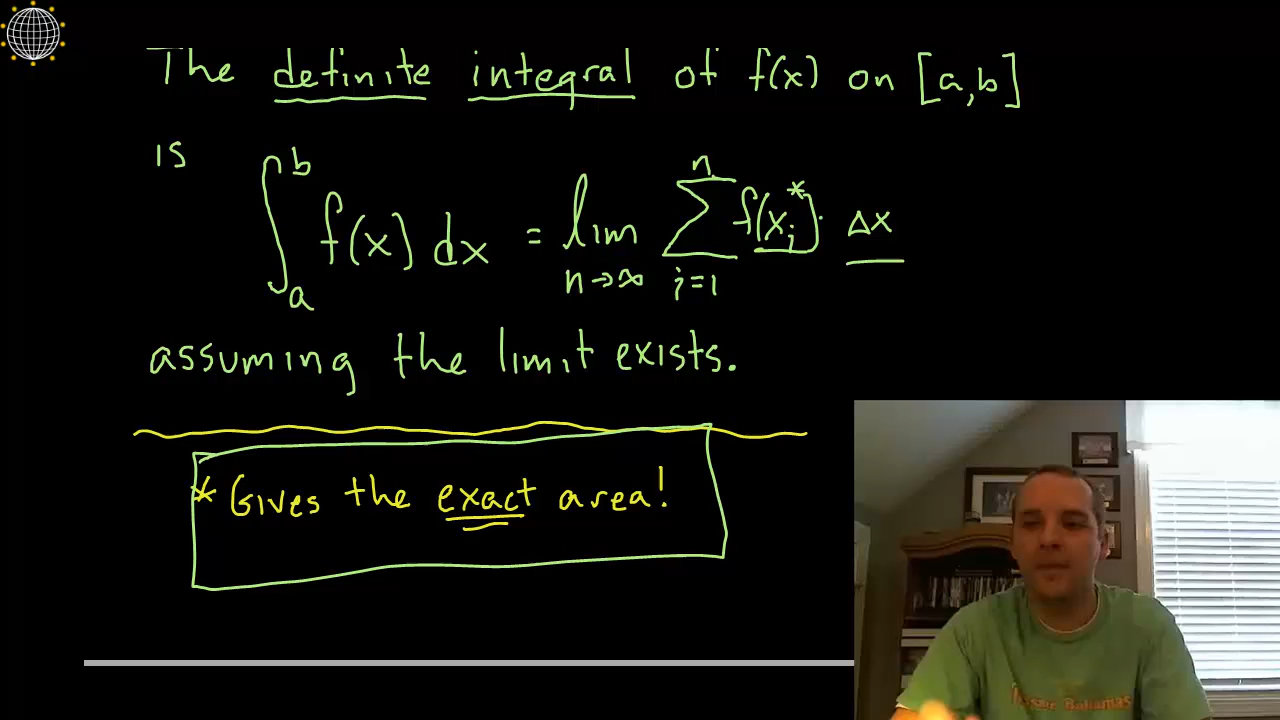 The definite integral of f(x) on [a,b]
is ∫_a^b f(x) dx = lim_{n→∞} ∑_{i=1}^n f(x_i^*)·Δx
assuming the limit exists.
* Gives the exact area!
Bahamas